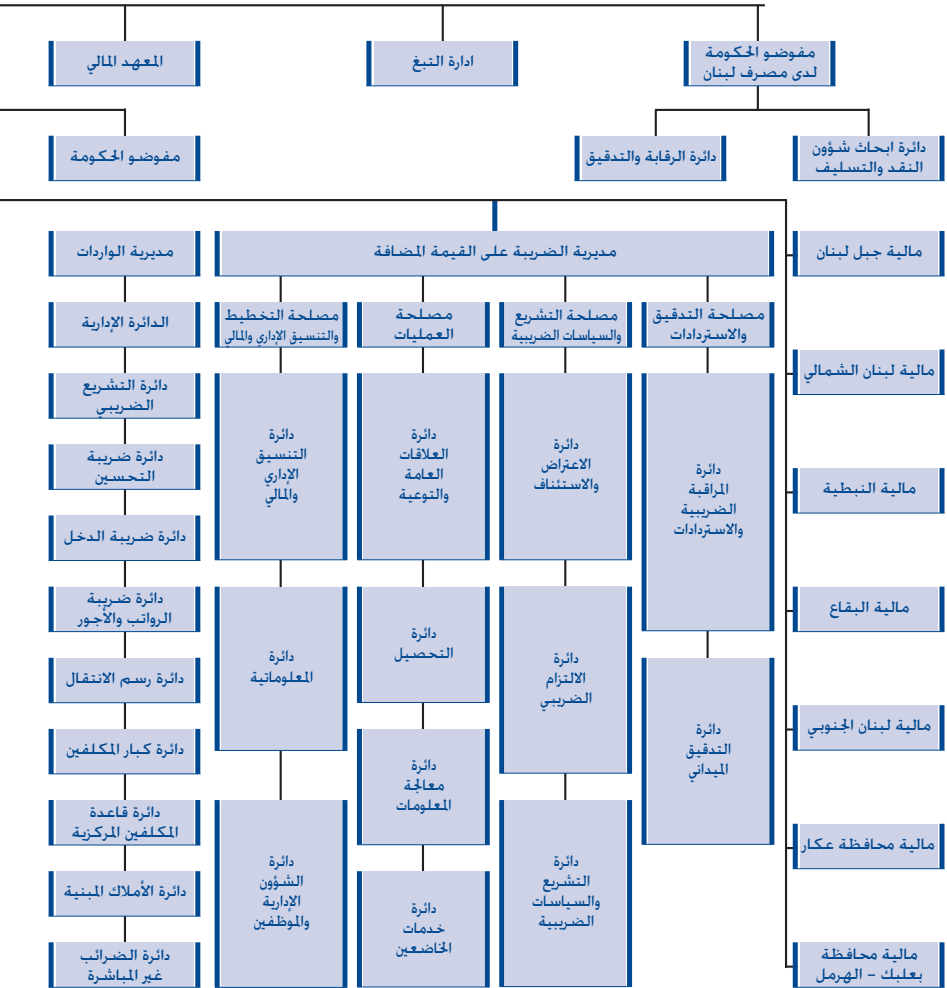 مفوضو الحكومة
لدى مصرف لبنان
ادارة التبغ
المعهد المالي
دائرة ابحاث شؤون
النقد والتسليف
دائرة الرقابة والتدقيق
مفوضو الحكومة
مالية جبل لبنان
مالية لبنان الشمالي
مالية النبطية
مالية البقاع
مالية لبنان الجنوبي
مالية محافظة عكار
مالية محافظة
بعلبك – الهرمل
مديرية الضريبة على القيمة المضافة
مصلحة التدقيق
والاستردادات
دائرة
المراقبة
الضريبية
والاستردادات
دائرة
التدقيق
الميداني
مصلحة التشريع
والسياسات الضريبية
دائرة
الاعتراض
والاستئناف
دائرة
الالتزام
الضريبي
دائرة
التشريع
والسياسات
الضريبية
مصلحة
العمليات
دائرة
العلاقات
العامة
والتوعية
دائرة
التحصيل
دائرة
معالجة
المعلومات
دائرة
خدمات
الخاضعين
مصلحة التخطيط
والتنسيق الإداري والمالي
دائرة
التنسيق
الإداري
والمالي
دائرة
المعلوماتية
دائرة
الشؤون
الإدارية
والموظفين
مديرية الواردات
الدائرة الإدارية
دائرة التشريع
الضريبي
دائرة ضريبة
التحسين
دائرة ضريبة الدخل
دائرة ضريبة
الرواتب والأجور
دائرة رسم الانتقال
دائرة كبار المكلفين
دائرة قاعدة
المكلفين المركزية
دائرة الأملاك المبنية
دائرة الضرائب
غير المباشرة